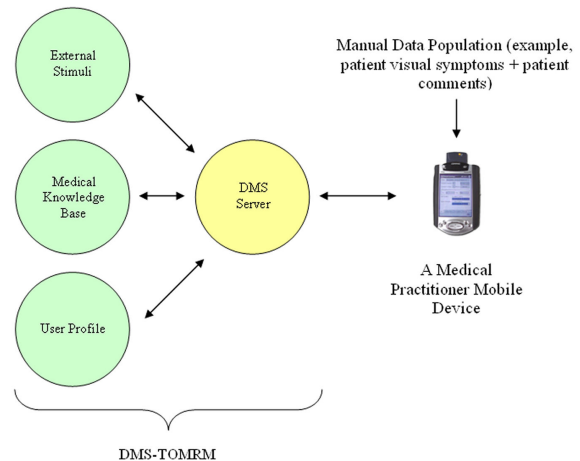 External
Stimuli
Manual Data Population (example,
patient visual symptoms + patient
comments)
Medical
Knowledge
Base
DMS
Server
A Medical
Practitioner Mobile
Device
User Profile
DMS-TOMRM